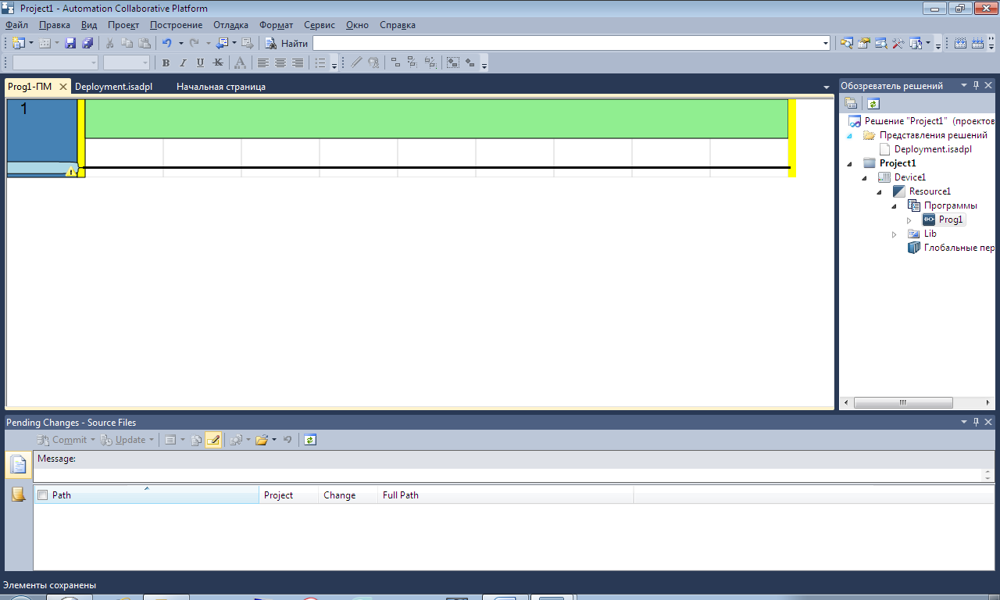 Project1 - Automation Collaborative Platform
Файл Правка Вид Проект Построение Отладка Формат Сервис Окно Справка
Найти
B I U K A
Prog1-ПМ Deployment.isadpl Начальная страница
1
Обозреватель решений
Решение "Project1" (проектов
Представления решений
Deployment.isadpl
Project1
Device1
Resource1
Программы
Prog1
Lib
Глобальные пер
Pending Changes - Source Files
Commit Update
Message:
Path Project Change Full Path
Элементы сохранены